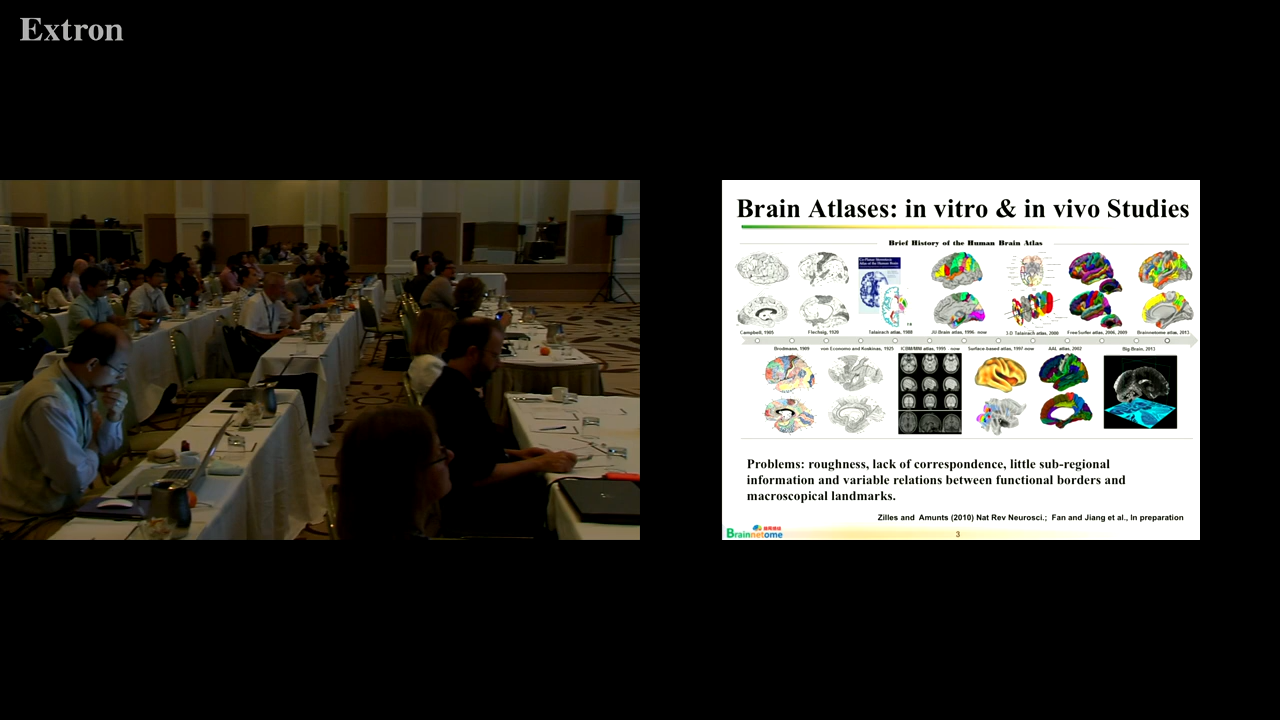 Extron
Brain Atlases: in vitro & in vivo Studies
Brief History of the Human Brain Atlas
Campbell, 1905
Flechsig, 1920
Talairach atlas, 1988
JU Brain atlas, 1996 -now
3-D Talairach atlas, 2000
FreeSurfer atlas, 2006, 2009
Brainnetome atlas, 2013
Brodmann, 1909
von Economo and Koskinas, 1925
ICBM/MNI atlas, 1995 - now
Surface-based atlas, 1997-now
AAL atlas, 2002
Big Brain, 2013
Problems: roughness, lack of correspondence, little sub-regional
information and variable relations between functional borders and
macroscopical landmarks.
Zilles and Amunts (2010) Nat Rev Neurosci.; Fan and Jiang et al., In preparation
Brainnetome
3